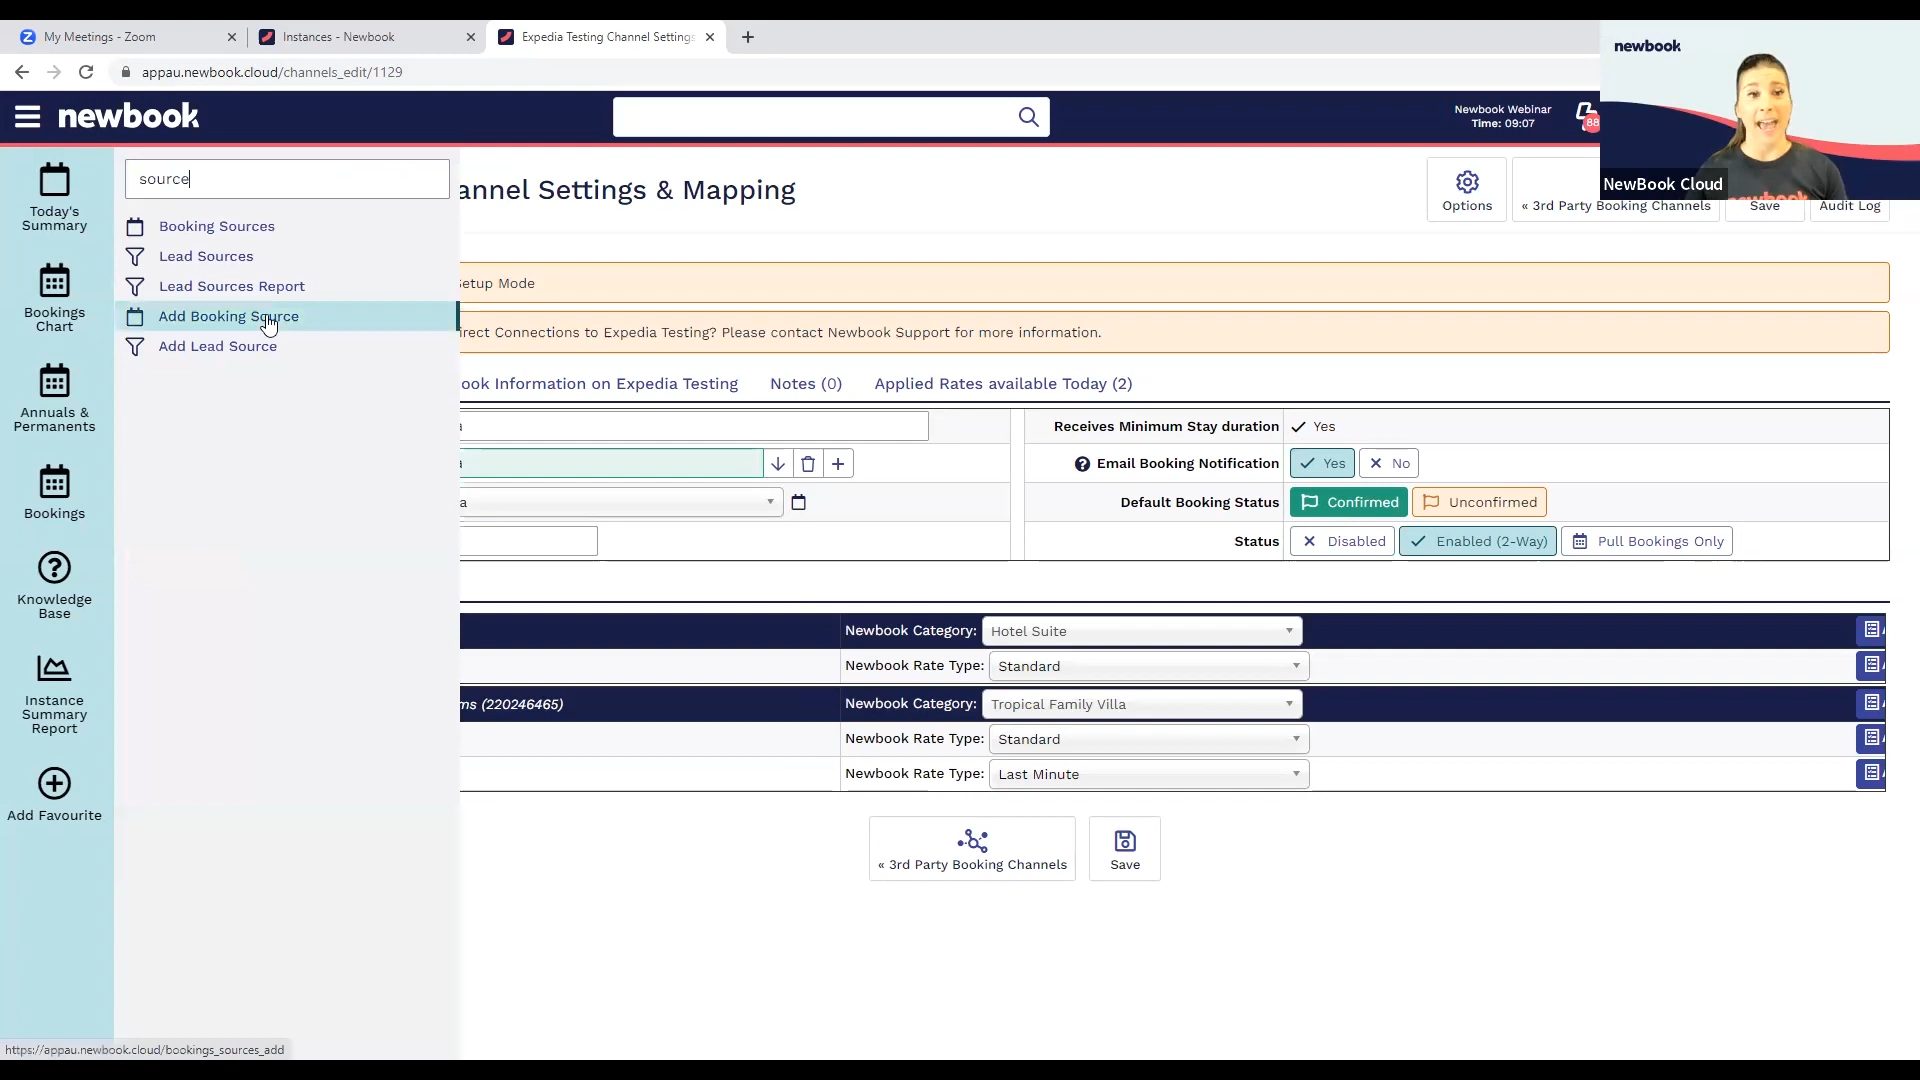 My Meetings - Zoom
Instances - Newbook
Expedia Testing Channel Settings
appau.newbook.cloud/channels_edit/1129
newbook
Newbook Webinar
Time: 09:07
88
newbook
NewBook Cloud
source
Booking Sources
Lead Sources
Lead Sources Report
Add Booking Source
Add Lead Source
Today's
Summary
Bookings
Chart
Annuals &
Permanents
Bookings
Knowledge
Base
Instance
Summary
Report
Add Favourite
annel Settings & Mapping
Options
« 3rd Party Booking Channels
Save
Audit Log
etup Mode
irect Connections to Expedia Testing? Please contact Newbook Support for more information.
ook Information on Expedia Testing
Notes (0)
Applied Rates available Today (2)
a
Receives Minimum Stay duration
Yes
a
Email Booking Notification
Yes
No
a
Default Booking Status
Confirmed
Unconfirmed
Status
Disabled
Enabled (2-Way)
Pull Bookings Only
Newbook Category:
Hotel Suite
Newbook Rate Type:
Standard
ms (220246465)
Newbook Category:
Tropical Family Villa
Newbook Rate Type:
Standard
Newbook Rate Type:
Last Minute
« 3rd Party Booking Channels
Save
https://appau.newbook.cloud/bookings_sources_add